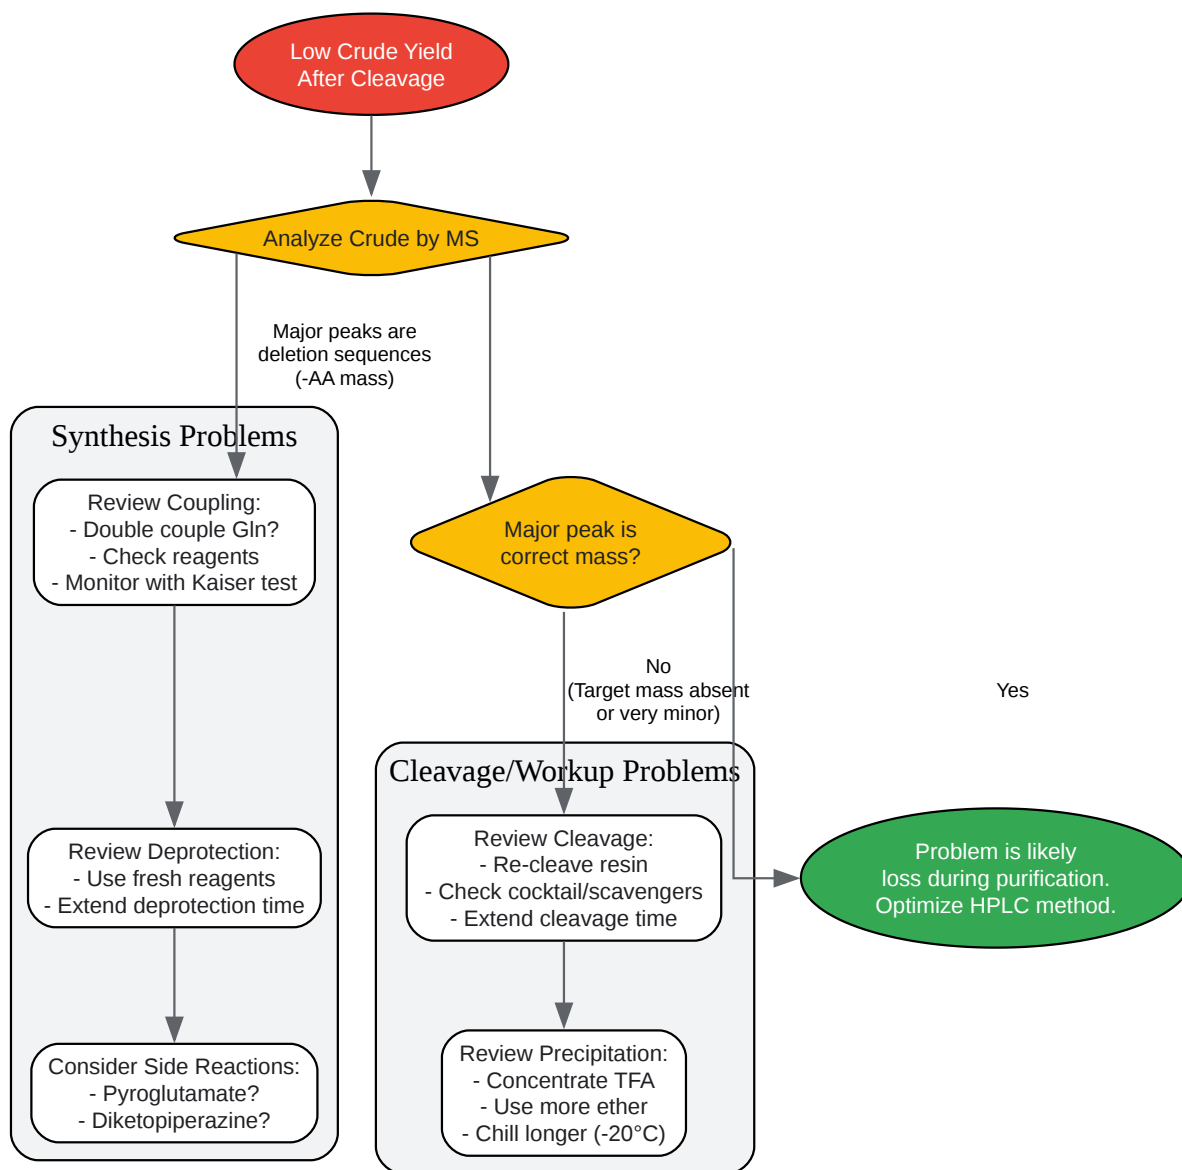 Low Crude Yield
After Cleavage
Analyze Crude by MS
Major peaks are
deletion sequences
(-AA mass)
Synthesis Problems
Review Coupling:
- Double couple Gln?
- Check reagents
- Monitor with Kaiser test
Major peak is
correct mass?
No
(Target mass absent
or very minor)
Yes
Cleavage/Workup Problems
Review Deprotection:
- Use fresh reagents
- Extend deprotection time
Review Cleavage:
- Re-cleave resin
- Check cocktail/scavengers
- Extend cleavage time
Problem is likely
loss during purification.
Optimize HPLC method.
Consider Side Reactions:
- Pyroglutamate?
- Diketopiperazine?
Review Precipitation:
- Concentrate TFA
- Use more ether
- Chill longer (-20°C)